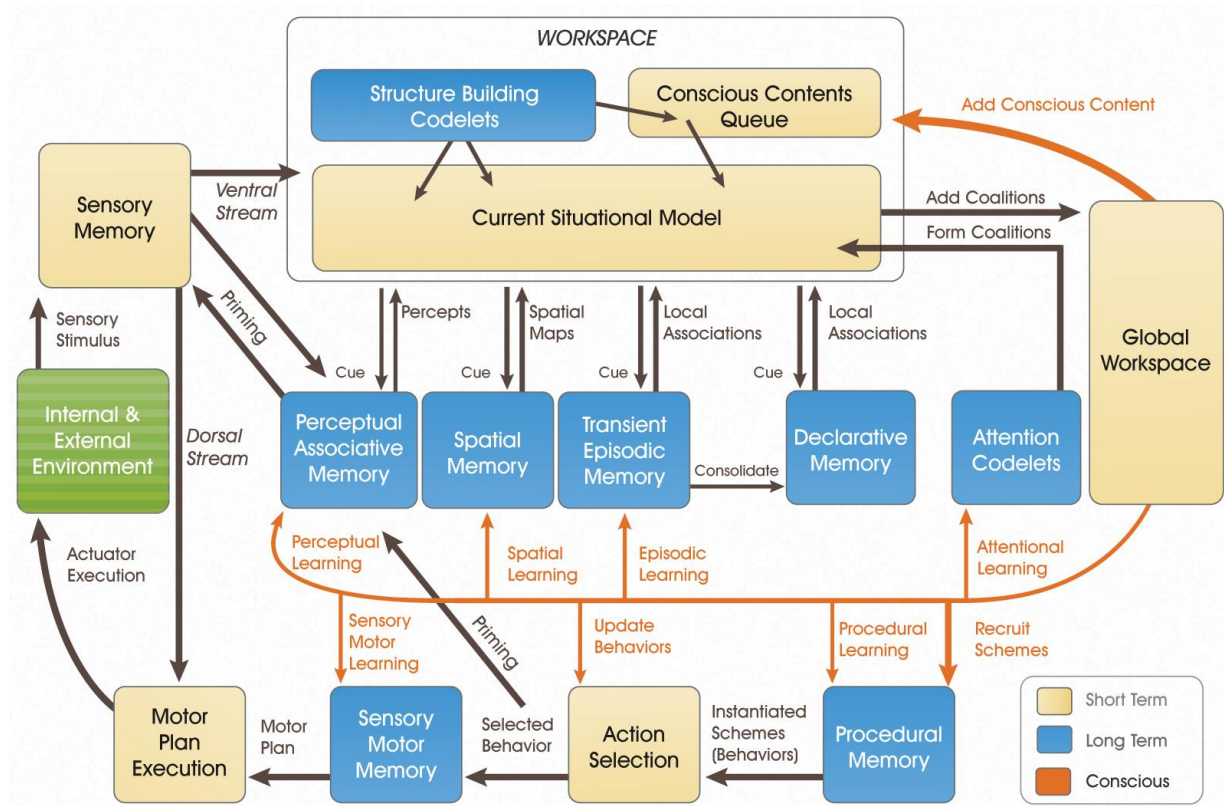 WORKSPACE
Structure Building
Codelets
Conscious Contents
Queue
Add Conscious Content
Sensory
Memory
Ventral
Stream
Current Situational Model
Add Coalitions
Form Coalitions
Global
Workspace
Sensory
Stimulus
Priming
Percepts
Spatial
Maps
Local
Associations
Local
Associations
Cue
Cue
Cue
Cue
Internal &
External
Environment
Dorsal
Stream
Perceptual
Associative
Memory
Spatial
Memory
Transient
Episodic
Memory
Consolidate
Declarative
Memory
Attention
Codelets
Actuator
Execution
Perceptual
Learning
Spatial
Learning
Episodic
Learning
Attentional
Learning
Sensory
Motor
Learning
Priming
Update
Behaviors
Procedural
Learning
Recruit
Schemes
Motor
Plan
Execution
Motor
Plan
Sensory
Motor
Memory
Selected
Behavior
Action
Selection
Instantiated
Schemes
(Behaviors)
Procedural
Memory
Short Term
Long Term
Conscious